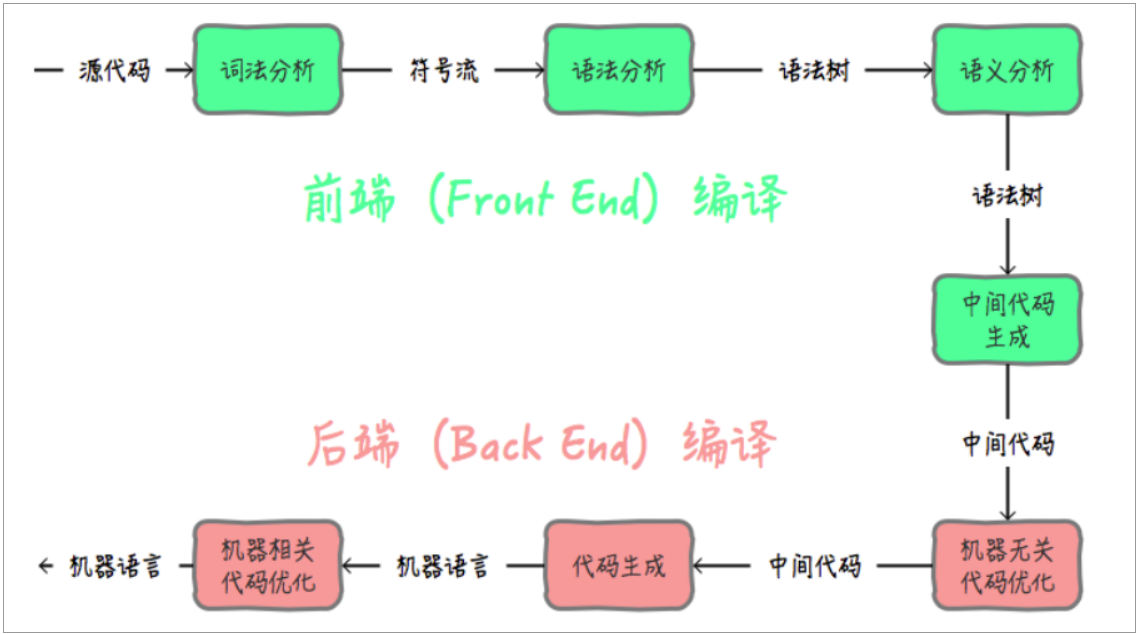 源代码
词法分析
符号流
语法分析
语法树
语义分析
前端 (Front End) 编译
语法树
中间代码
生成
后端 (Back End) 编译
中间代码
机器无关
代码优化
中间代码
代码生成
机器语言
机器相关
代码优化
机器语言